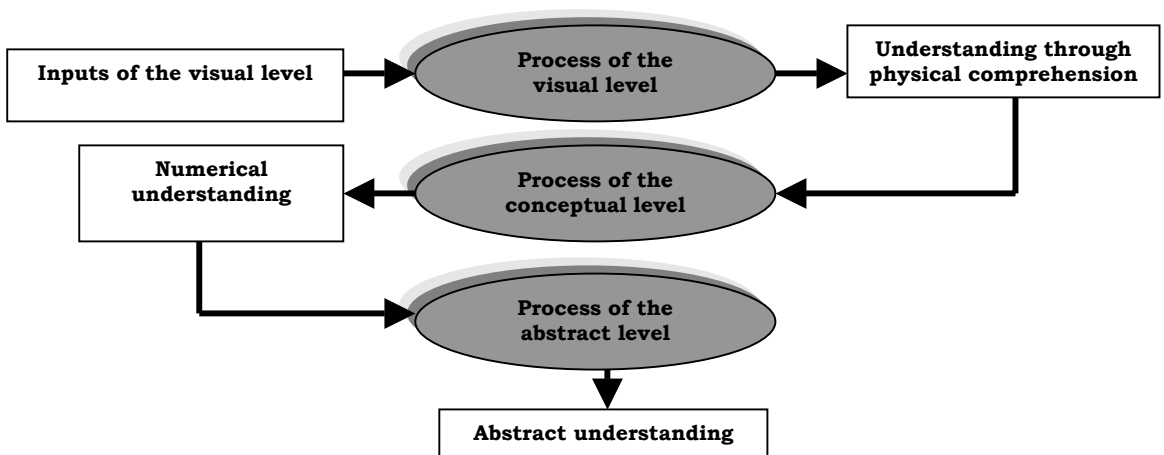 Inputs of the visual level
Process of the
visual level
Understanding through
physical comprehension
Numerical
understanding
Process of the
conceptual level
Process of the
abstract level
Abstract understanding